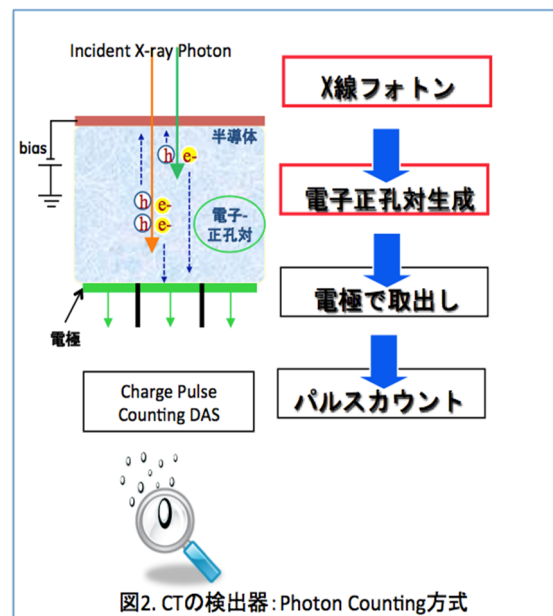 Incident X-ray Photon
X線フォトン
半導体
bias
h e-
h e-
h e-
電子-
正孔対
電子正孔対生成
電極で取出し
電極
Charge Pulse
Counting DAS
パルスカウント
図2. CTの検出器：Photon Counting方式